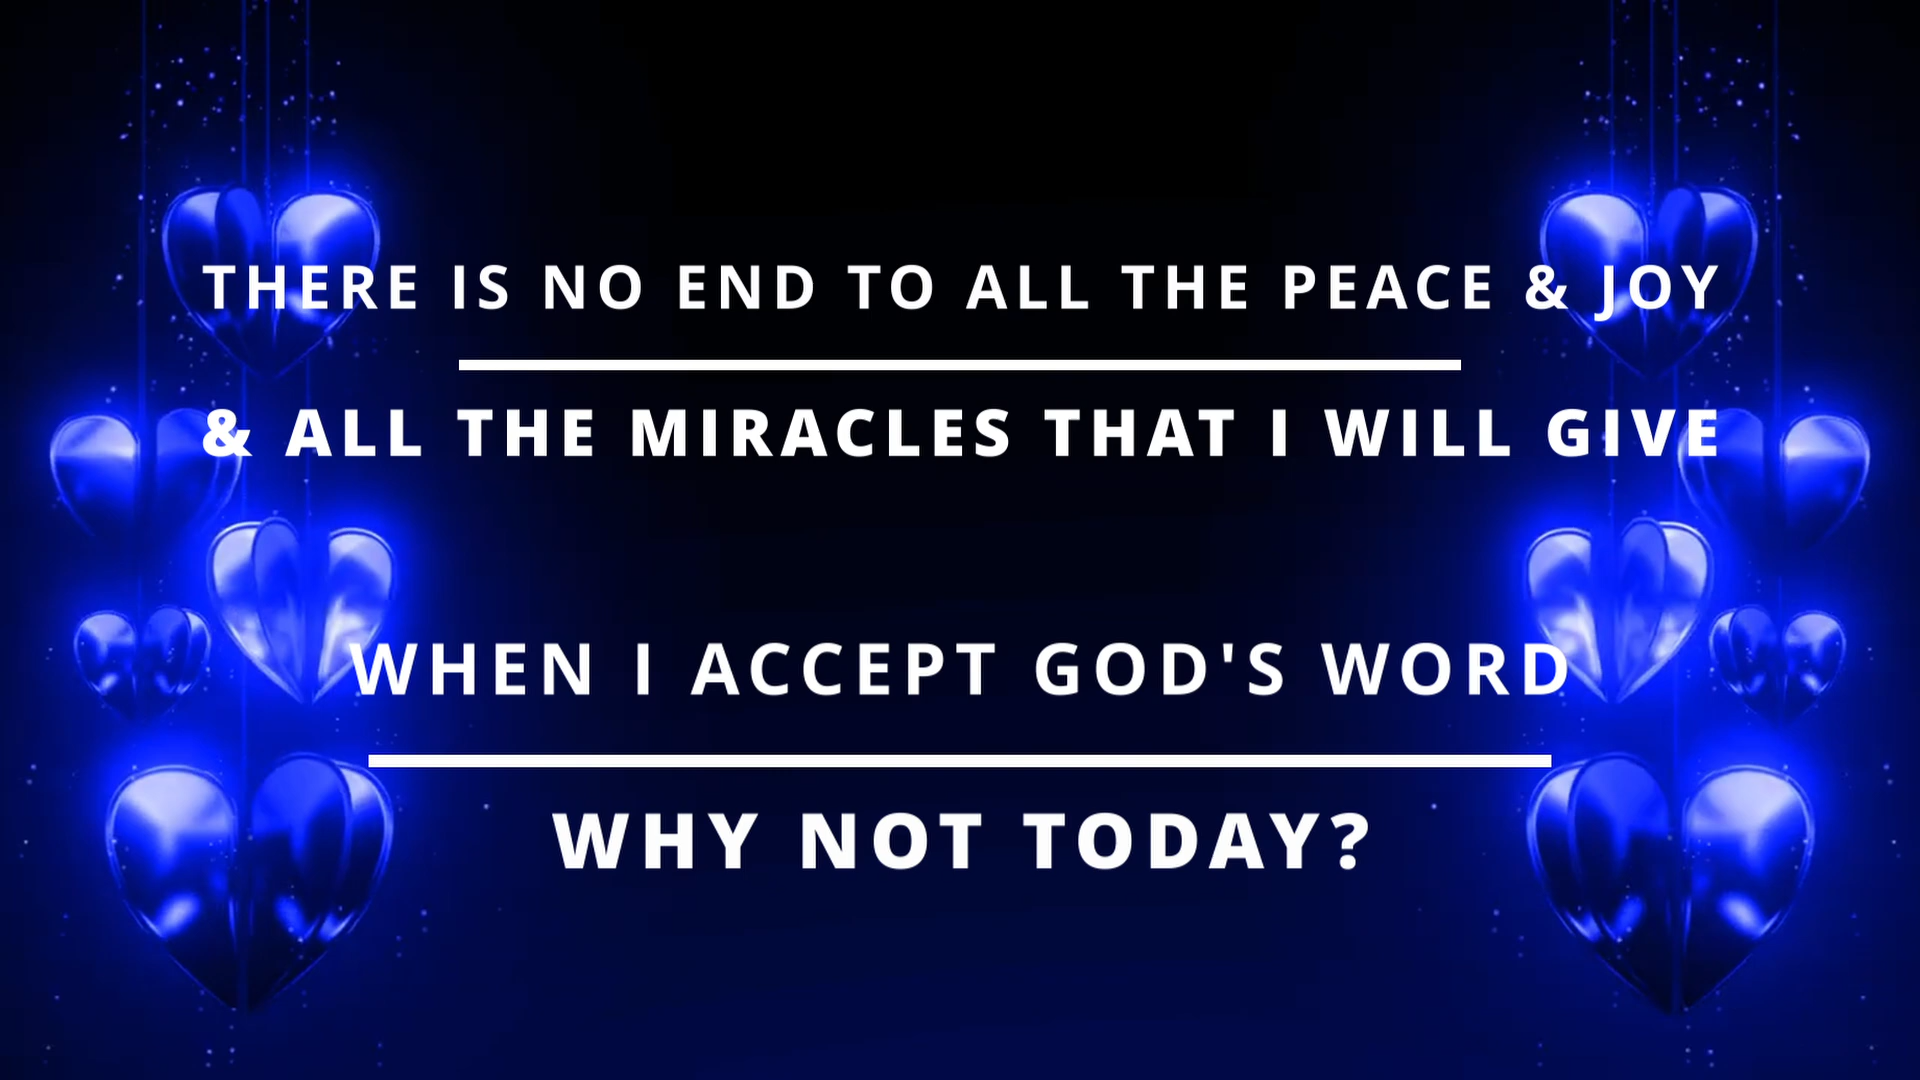 THERE IS NO END TO ALL THE PEACE & JOY
& ALL THE MIRACLES THAT I WILL GIVE
WHEN I ACCEPT GOD'S WORD
WHY NOT TODAY?